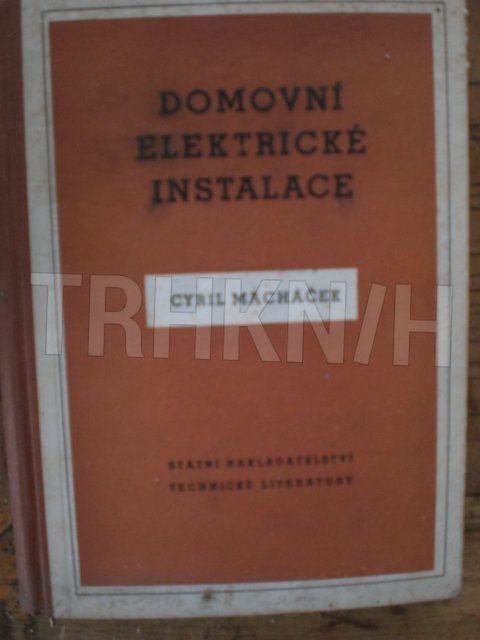 DOMOVNÍ
ELEKTRICKÉ
INSTALACE
CYRIL MACHÁČEK
TRHKNIH
STÁTNÍ NAKLADATELSTVÍ
TECHNICKÉ LITERATURY